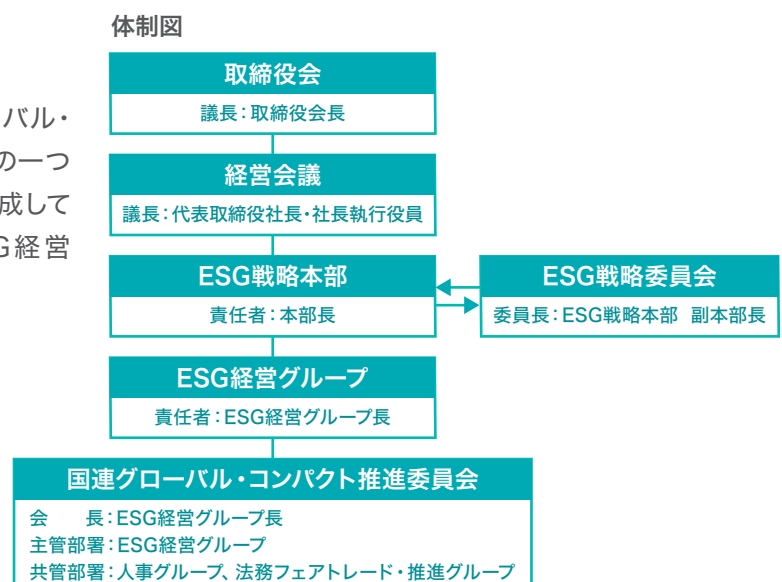 体制図
バル・
の一つ
成して
G経営
取締役会
議長：取締役会長
経営会議
議長：代表取締役社長・社長執行役員
ESG戦略本部
責任者：本部長
ESG戦略委員会
委員長：ESG戦略本部 副本部長
ESG経営グループ
責任者：ESG経営グループ長
国連グローバル・コンパクト推進委員会
会　　長：ESG経営グループ長
主管部署：ESG経営グループ
共管部署：人事グループ、法務フェアトレード・推進グループ